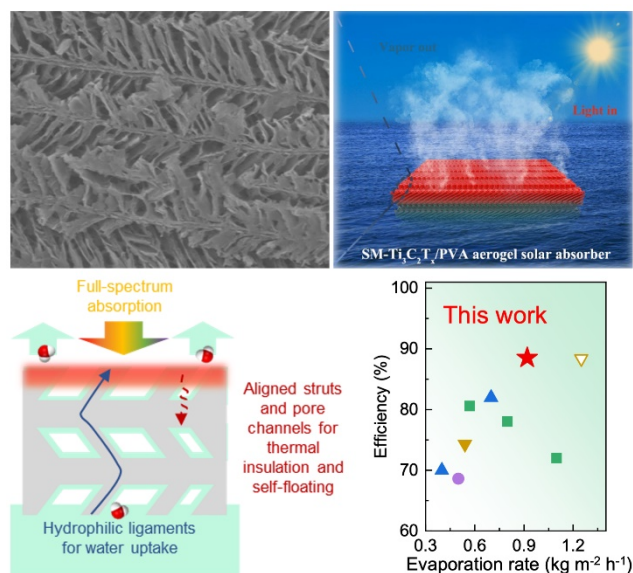 Vapor out
Light in
SM-Ti₃C₂Tₓ/PVA aerogel solar absorber
Full-spectrum
absorption
Aligned struts
and pore
channels for
thermal
insulation and
self-floating
Hydrophilic ligaments
for water uptake
This work
Efficiency (%)
100
90
80
70
60
0.3 0.6 0.9 1.2
Evaporation rate (kg m⁻² h⁻¹)